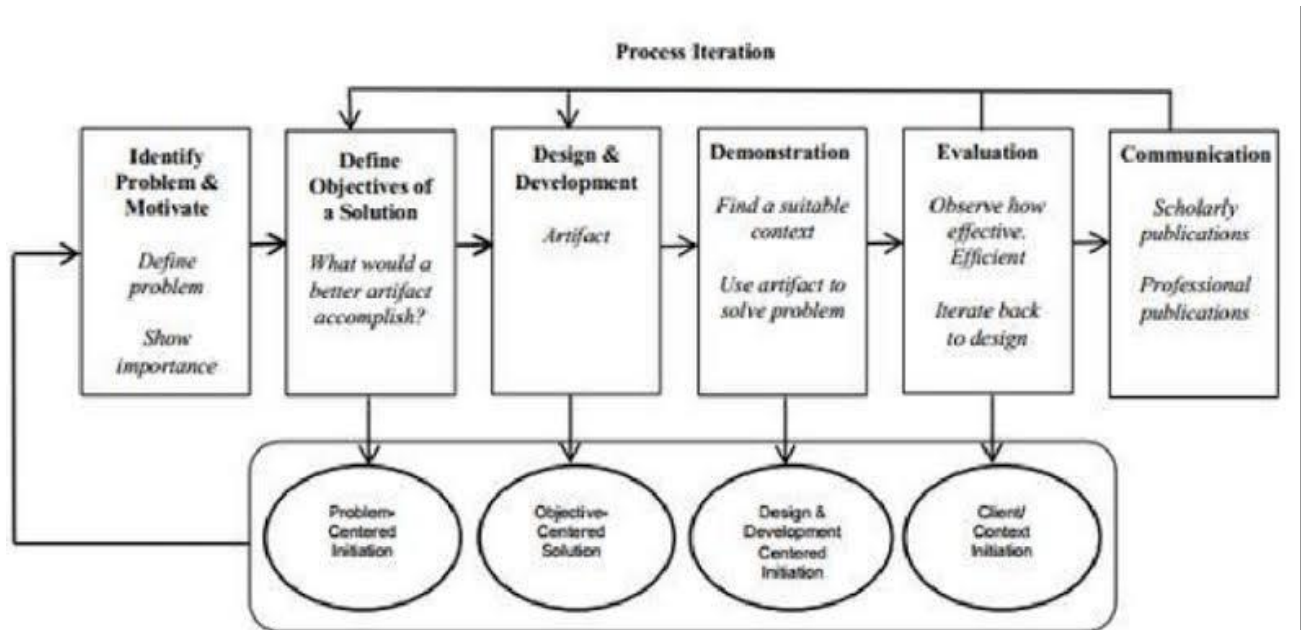 Process Iteration
Identify
Problem &
Motivate
Define
problem
Show
importance
Define
Objectives of
a Solution
What would a
better artifact
accomplish?
Design &
Development
Artifact
Demonstration
Find a suitable
context
Use artifact to
solve problem
Evaluation
Observe how
effective.
Efficient
Iterate back
to design
Communication
Scholarly
publications
Professional
publications
Problem-
Centered
Initiation
Objective-
Centered
Solution
Design &
Development
Centered
Initiation
Client/
Context
Initiation